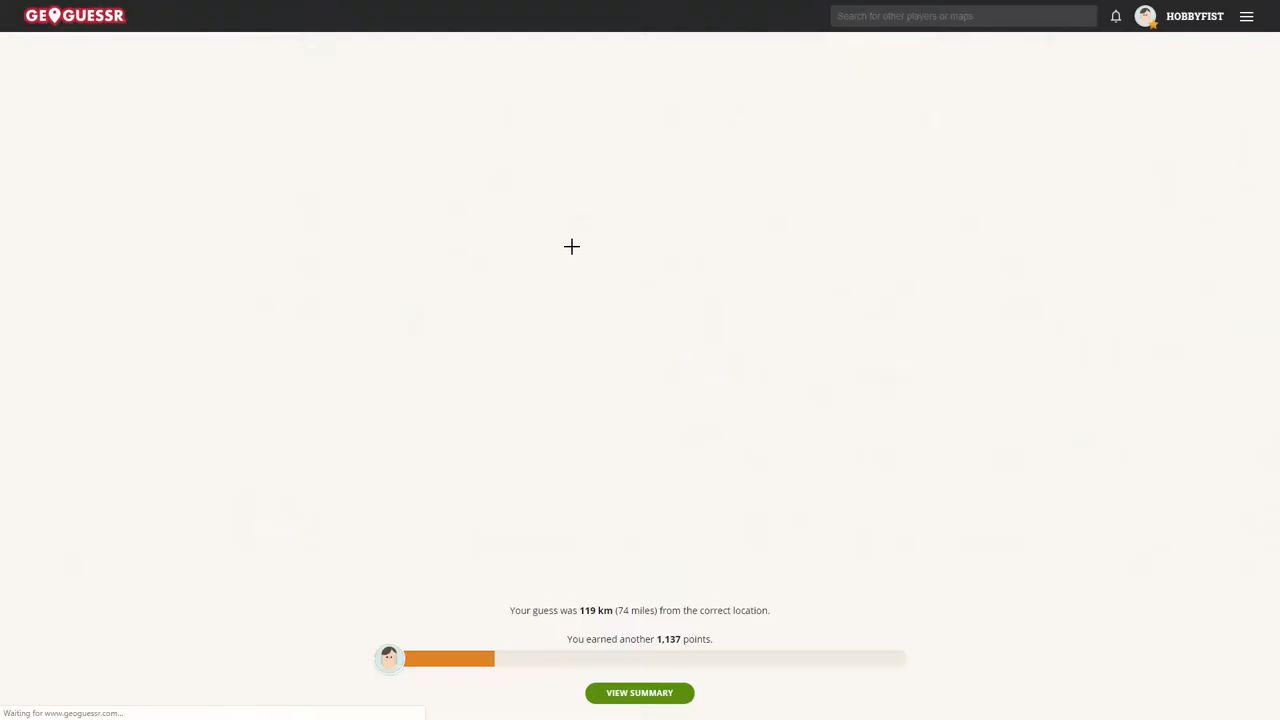 GEOGUESSR
Search for other players or maps
HOBBYFIST
Your guess was 119 km (74 miles) from the correct location.
You earned another 1,137 points.
VIEW SUMMARY
Waiting for www.geoguessr.com...